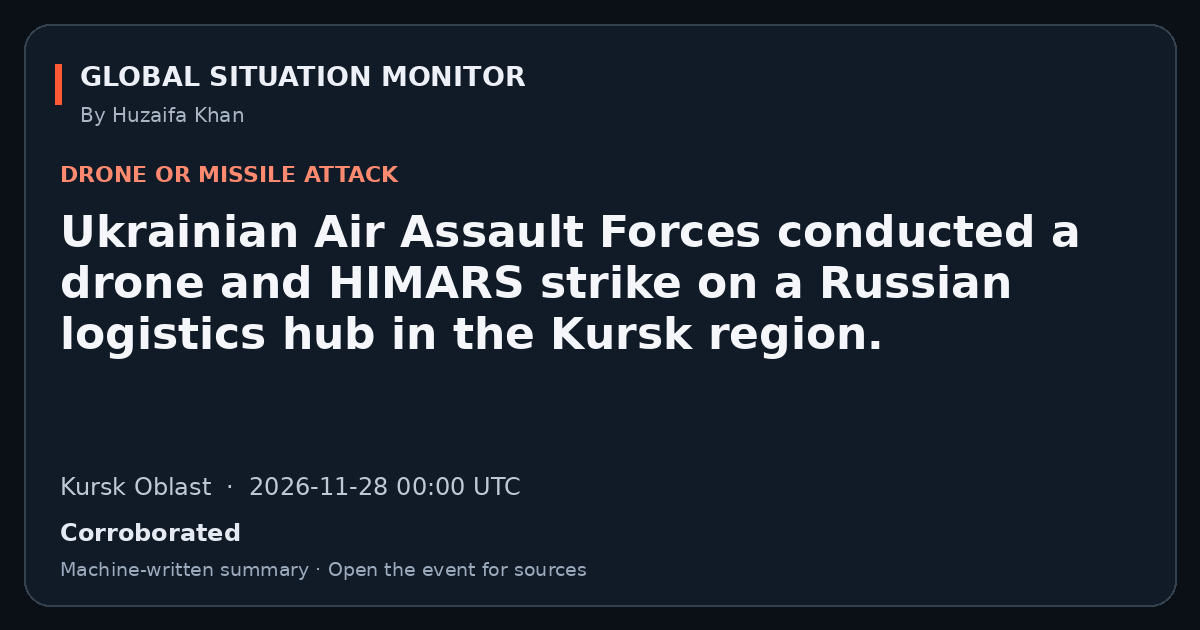 GLOBAL SITUATION MONITOR
By Huzaifa Khan
DRONE OR MISSILE ATTACK
Ukrainian Air Assault Forces conducted a
drone and HIMARS strike on a Russian
logistics hub in the Kursk region.
Kursk Oblast · 2026-11-28 00:00 UTC
Corroborated
Machine-written summary · Open the event for sources